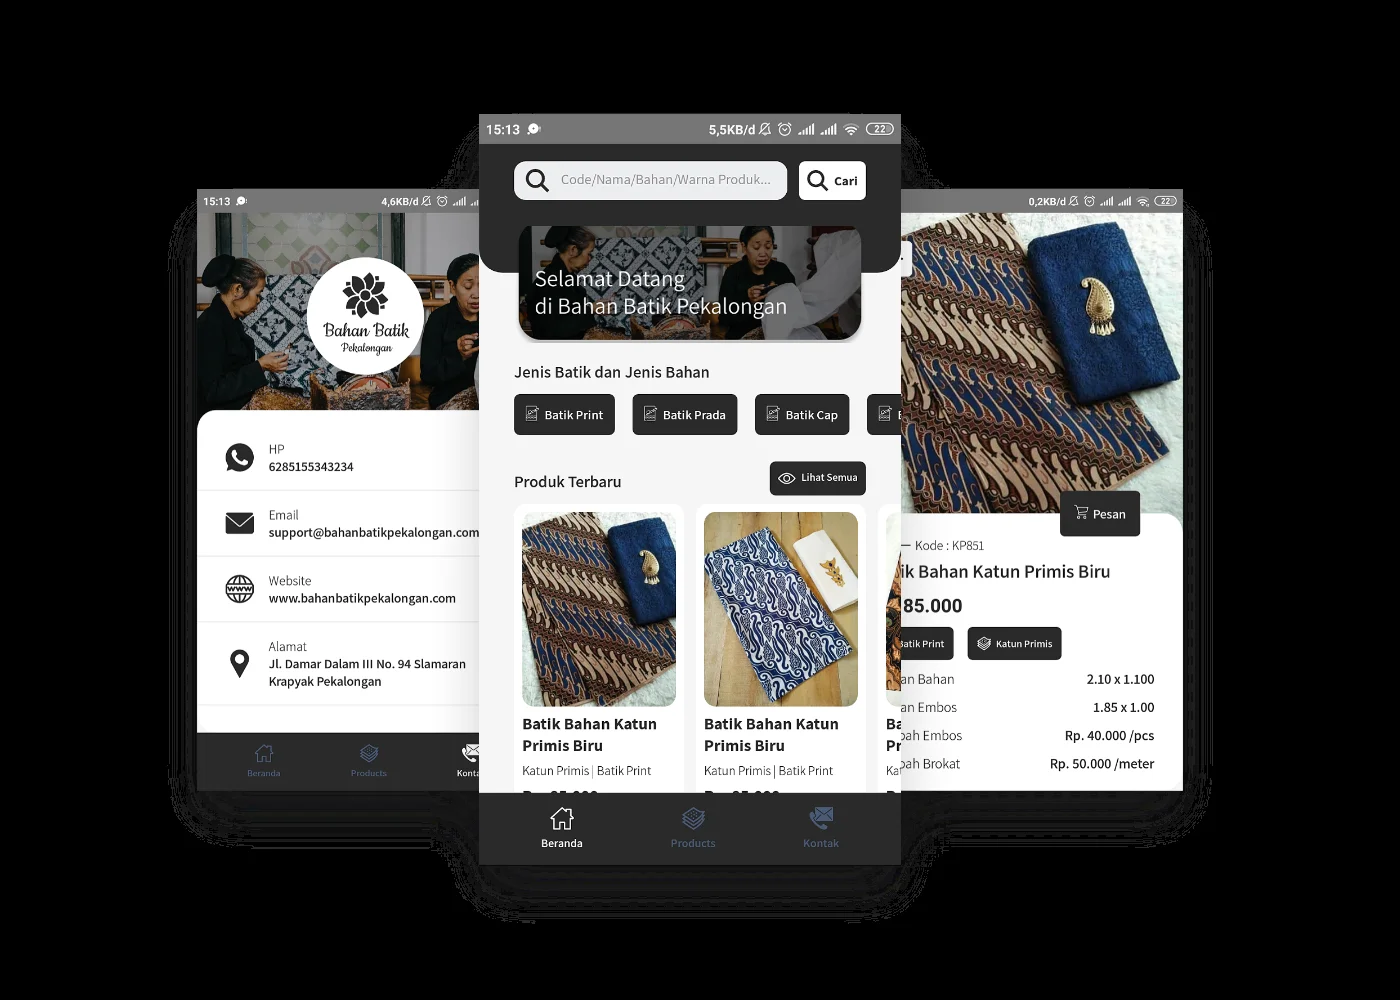 15:13
4,6KB/d
Bahan Batik
Pekalongan
HP
6285155343234
Email
support@bahanbatikpekalongan.com
Website
www.bahanbatikpekalongan.com
Alamat
Jl. Damar Dalam III No. 94 Slamaran
Krapyak Pekalongan
Beranda
Products
Konta
15:13
5,5KB/d
22
Code/Nama/Bahan/Warna Produk...
Cari
Selamat Datang
di Bahan Batik Pekalongan
Jenis Batik dan Jenis Bahan
Batik Print
Batik Prada
Batik Cap
Produk Terbaru
Lihat Semua
Batik Bahan Katun
Primis Biru
Katun Primis | Batik Print
Batik Bahan Katun
Primis Biru
Katun Primis | Batik Print
Beranda
Products
Kontak
0,2KB/d
22
Pesan
Kode : KP851
ik Bahan Katun Primis Biru
85.000
Batik Print
Katun Primis
an Bahan
2.10 x 1.100
an Embos
1.85 x 1.00
bah Embos
Rp. 40.000 /pcs
bah Brokat
Rp. 50.000 /meter